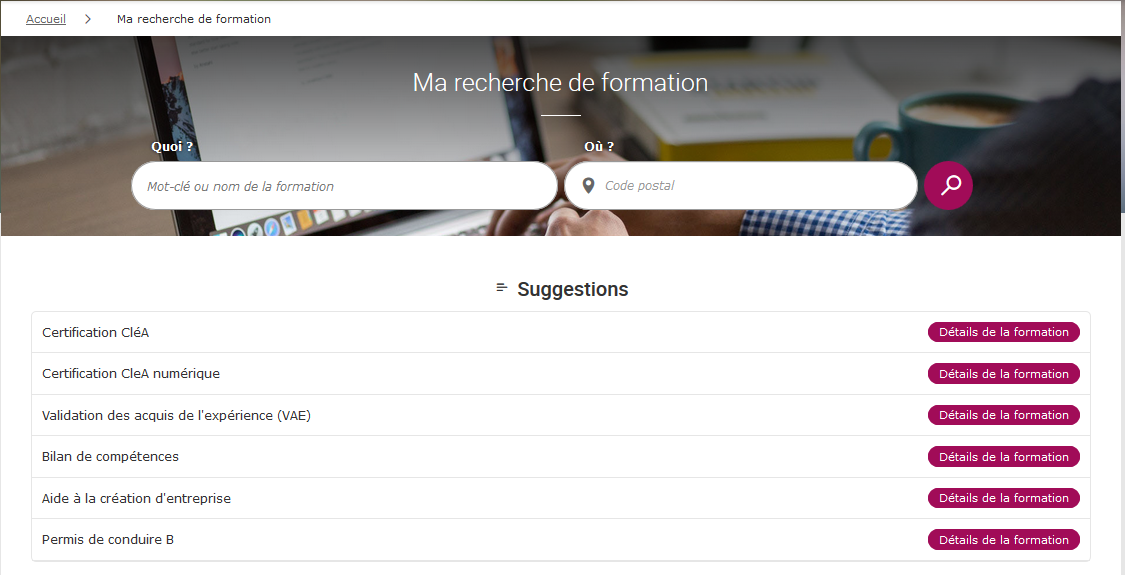 Accueil > Ma recherche de formation
Ma recherche de formation
Quoi ? Où ?
Mot-clé ou nom de la formation Code postal
Suggestions
Certification CléA Détails de la formation
Certification CleA numérique Détails de la formation
Validation des acquis de l'expérience (VAE) Détails de la formation
Bilan de compétences Détails de la formation
Aide à la création d'entreprise Détails de la formation
Permis de conduire B Détails de la formation